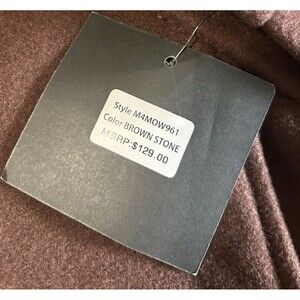 Style M4MOW961
Color BROWN STONE
MSRP:$129.00